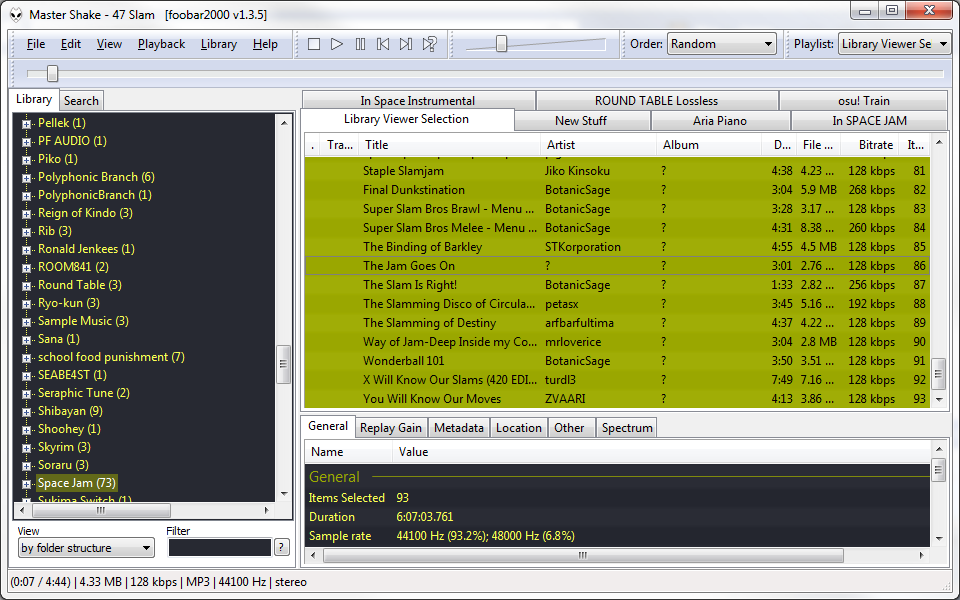 Master Shake - 47 Slam [foobar2000 v1.3.5]
File Edit View Playback Library Help Order: Random Playlist: Library Viewer Se
Library Search
Pellek (1)
PF AUDIO (1)
Piko (1)
Polyphonic Branch (6)
PolyphonicBranch (1)
Reign of Kindo (3)
Rib (3)
Ronald Jenkees (1)
ROOM841 (2)
Round Table (3)
Ryo-kun (3)
Sample Music (3)
Sana (1)
school food punishment (7)
SEABE4ST (1)
Seraphic Tune (2)
Shibayan (9)
Shoohey (1)
Skyrim (3)
Soraru (3)
Space Jam (73)
Sukima Switch (1)
View Filter
by folder structure ?
In Space Instrumental ROUND TABLE Lossless osu! Train
Library Viewer Selection New Stuff Aria Piano In SPACE JAM
. Tra... Title Artist Album D... File ... Bitrate It...
Staple Slamjam Jiko Kinsoku ? 4:38 4.23 ... 128 kbps 81
Final Dunkstination BotanicSage ? 3:04 5.9 MB 268 kbps 82
Super Slam Bros Brawl - Menu ... BotanicSage ? 3:28 3.17 ... 128 kbps 83
Super Slam Bros Melee - Menu ... BotanicSage ? 4:31 8.38 ... 260 kbps 84
The Binding of Barkley STKorporation ? 4:55 4.5 MB 128 kbps 85
The Jam Goes On ? ? 3:01 2.76 ... 128 kbps 86
The Slam Is Right! BotanicSage ? 1:33 2.82 ... 256 kbps 87
The Slamming Disco of Circula... petasx ? 3:45 5.16 ... 192 kbps 88
The Slamming of Destiny arfbarfultima ? 4:37 4.22 ... 128 kbps 89
Way of Jam-Deep Inside my Co... mrloverice ? 3:04 2.8 MB 128 kbps 90
Wonderball 101 BotanicSage ? 3:50 3.51 ... 128 kbps 91
X Will Know Our Slams (420 EDI... turdl3 ? 7:49 7.16 ... 128 kbps 92
You Will Know Our Moves ZVAARI ? 4:13 3.86 ... 128 kbps 93
General Replay Gain Metadata Location Other Spectrum
Name Value
General
Items Selected 93
Duration 6:07:03.761
Sample rate 44100 Hz (93.2%); 48000 Hz (6.8%)
(0:07 / 4:44) | 4.33 MB | 128 kbps | MP3 | 44100 Hz | stereo